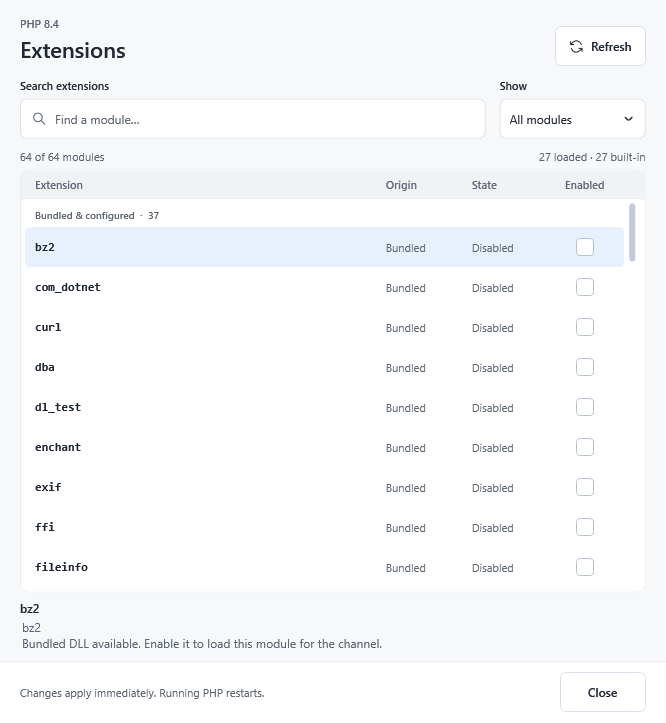 PHP 8.4
Extensions
Refresh
Search extensions
Show
Find a module...
All modules
64 of 64 modules
27 loaded · 27 built-in
Extension Origin State Enabled
Bundled & configured · 37
bz2 Bundled Disabled
com_dotnet Bundled Disabled
curl Bundled Disabled
dba Bundled Disabled
dl_test Bundled Disabled
enchant Bundled Disabled
exif Bundled Disabled
ffi Bundled Disabled
fileinfo Bundled Disabled
bz2
bz2
Bundled DLL available. Enable it to load this module for the channel.
Changes apply immediately. Running PHP restarts.
Close